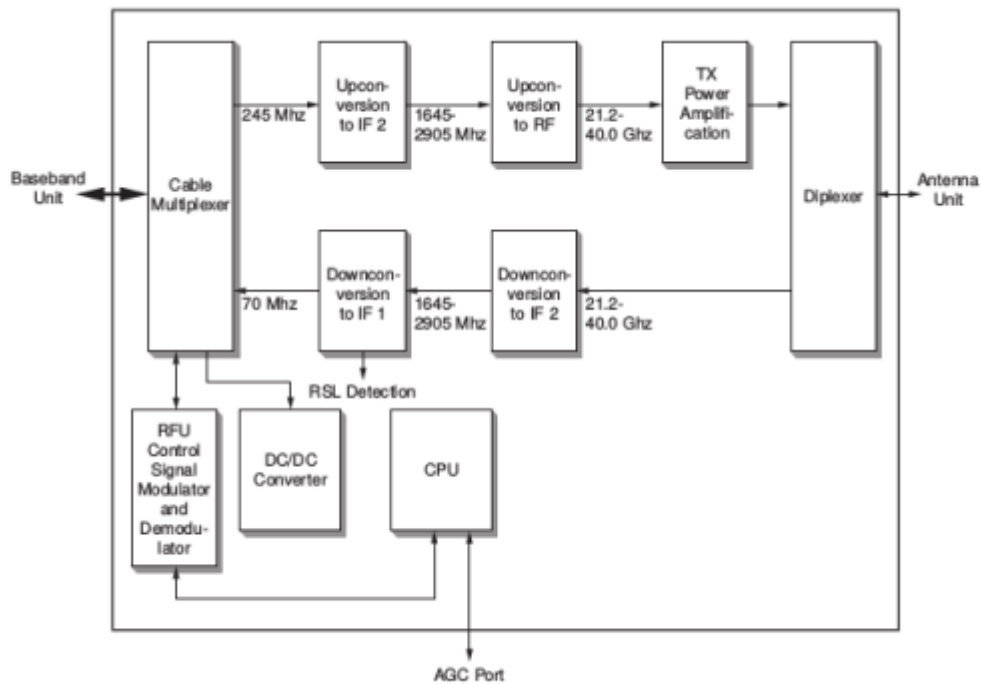 Baseband
Unit
Cable
Multiplexer
245 Mhz
Upcon-
version
to IF 2
1645-
2905 Mhz
Upcon-
version
to RF
21.2-
40.0 Ghz
TX
Power
Amplifi-
cation
Diplexer
Antenna
Unit
70 Mhz
Downcon-
version
to IF 1
1645-
2905 Mhz
Downcon-
version
to IF 2
21.2-
40.0 Ghz
RSL Detection
RFU
Control
Signal
Modulator
and
Demodu-
lator
DC/DC
Converter
CPU
AGC Port